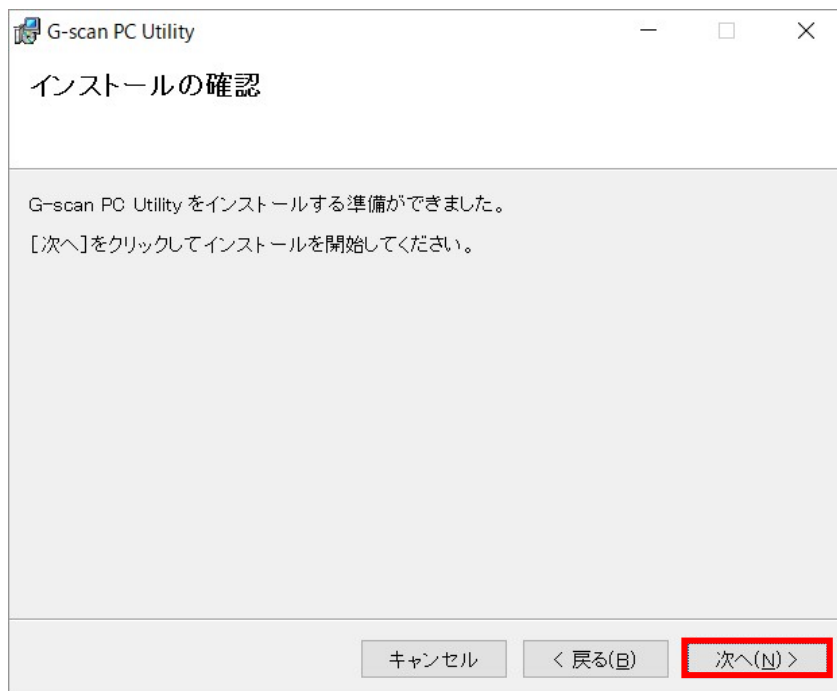 G-scan PC Utility
インストールの確認
G-scan PC Utility をインストールする準備ができました。
[次へ]をクリックしてインストールを開始してください。
キャンセル
< 戻る(B)
次へ(N) >